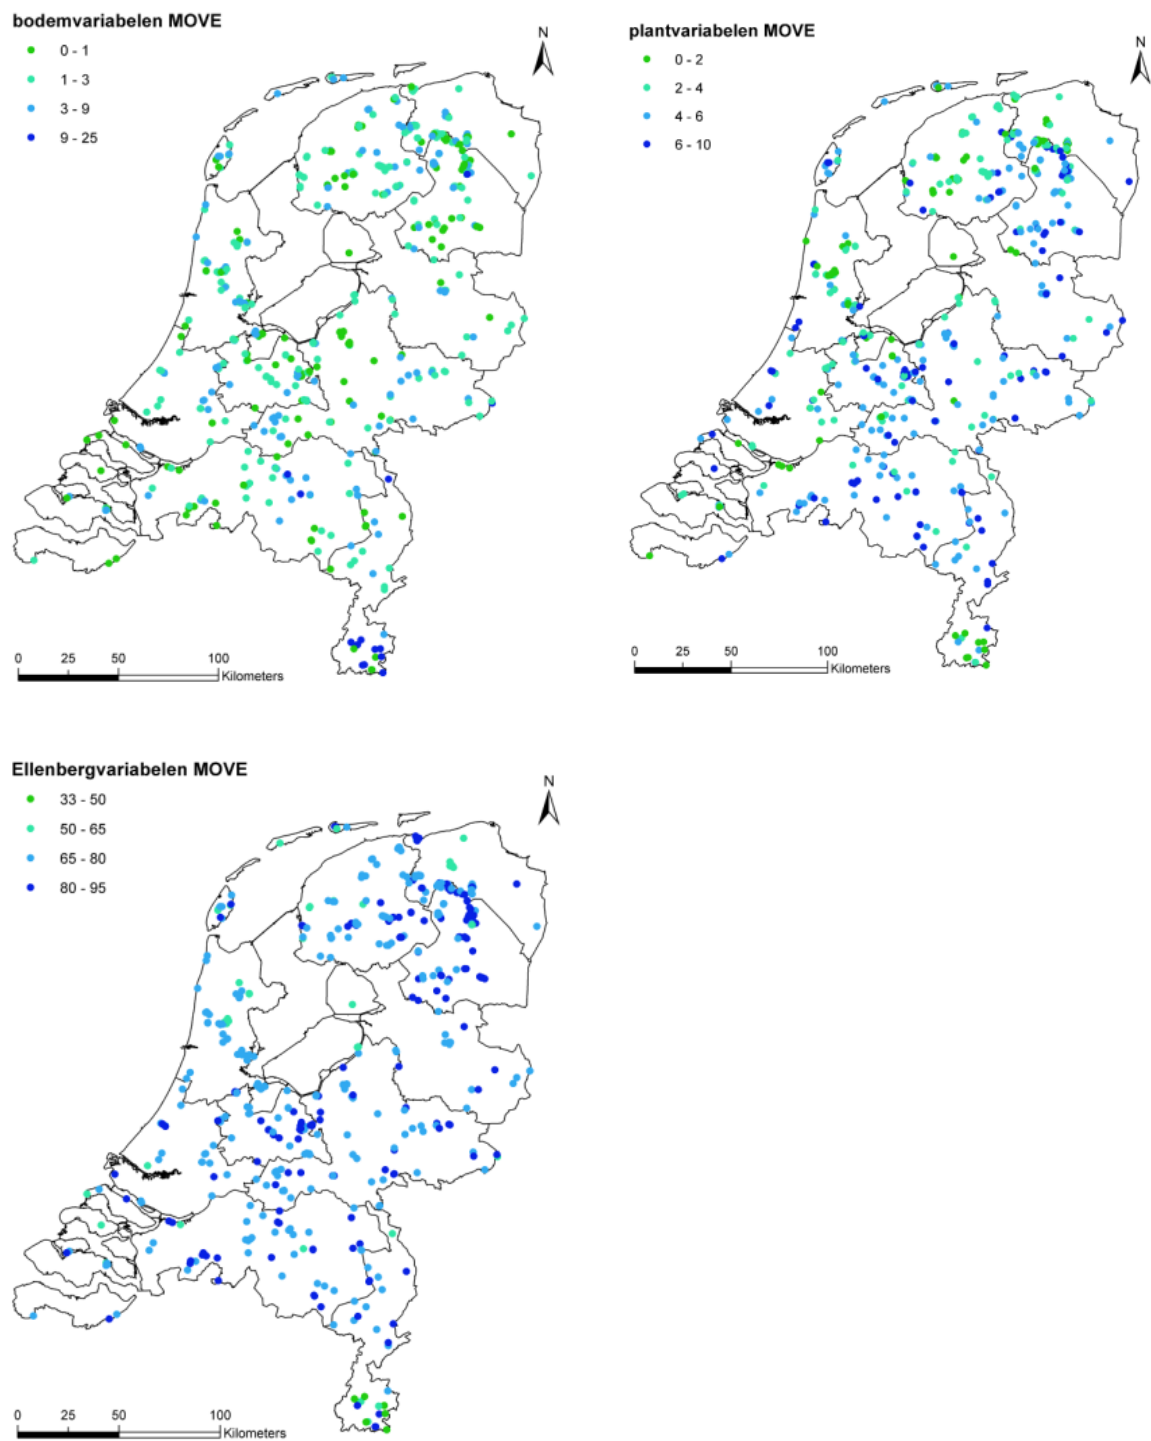 bodemvariabelen MOVE
0 - 1
1 - 3
3 - 9
9 - 25
N
0 25 50 100
Kilometers
plantvariabelen MOVE
0 - 2
2 - 4
4 - 6
6 - 10
N
0 25 50 100
Kilometers
Ellenbergvariabelen MOVE
33 - 50
50 - 65
65 - 80
80 - 95
N
0 25 50 100
Kilometers